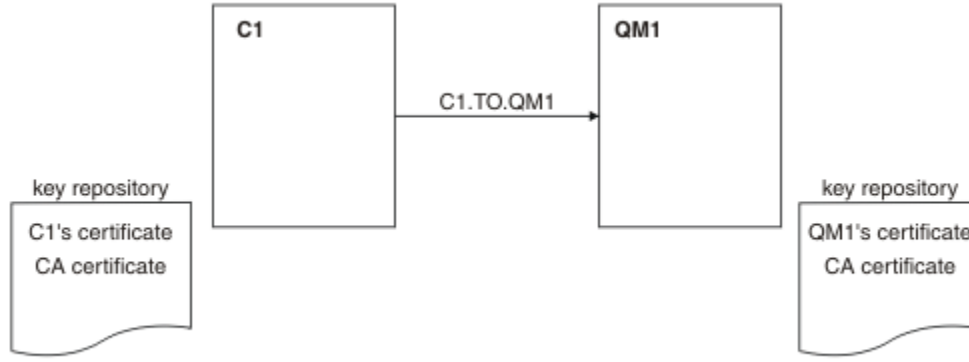 C1
QM1
C1.TO.QM1
key repository
C1's certificate
CA certificate
key repository
QM1's certificate
CA certificate